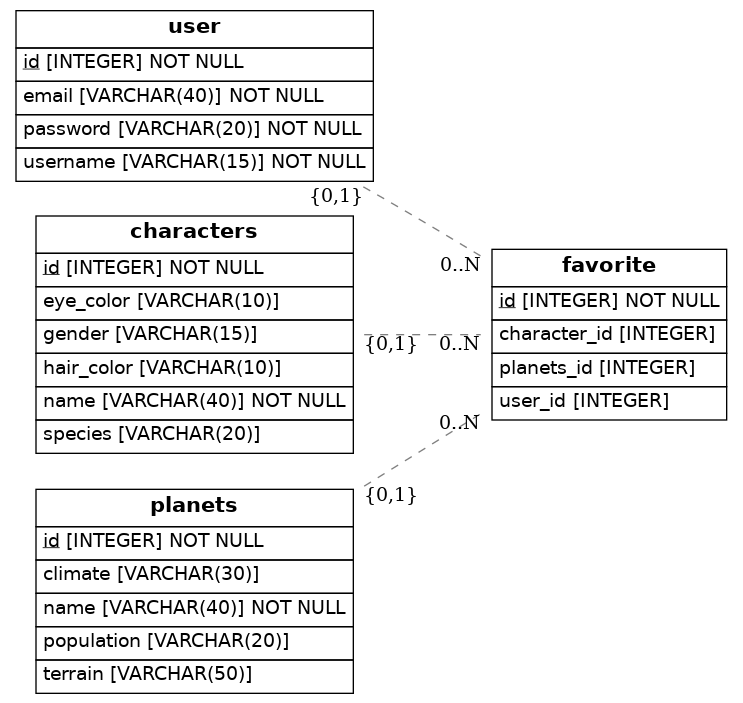 user
id [INTEGER] NOT NULL
email [VARCHAR(40)] NOT NULL
password [VARCHAR(20)] NOT NULL
username [VARCHAR(15)] NOT NULL
{0,1}
0..N
characters
id [INTEGER] NOT NULL
eye_color [VARCHAR(10)]
gender [VARCHAR(15)]
hair_color [VARCHAR(10)]
name [VARCHAR(40)] NOT NULL
species [VARCHAR(20)]
{0,1}
0..N
favorite
id [INTEGER] NOT NULL
character_id [INTEGER]
planets_id [INTEGER]
user_id [INTEGER]
0..N
{0,1}
planets
id [INTEGER] NOT NULL
climate [VARCHAR(30)]
name [VARCHAR(40)] NOT NULL
population [VARCHAR(20)]
terrain [VARCHAR(50)]